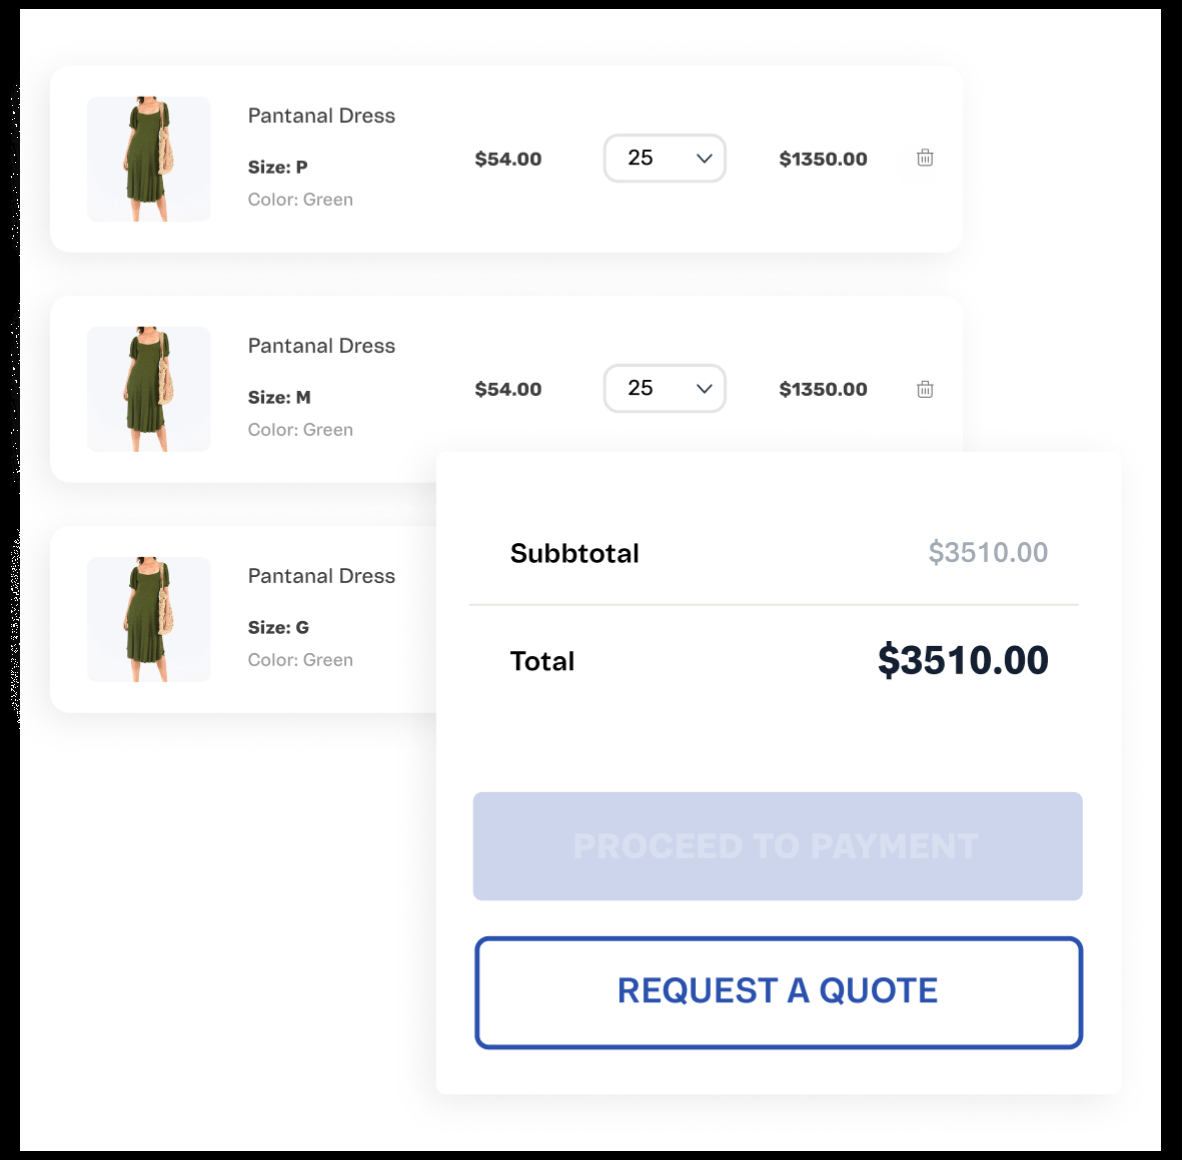 Pantanal Dress
Size: P
Color: Green
$54.00
25
$1350.00
Pantanal Dress
Size: M
Color: Green
$54.00
25
$1350.00
Pantanal Dress
Size: G
Color: Green
Subbtotal $3510.00
Total $3510.00
PROCEED TO PAYMENT
REQUEST A QUOTE